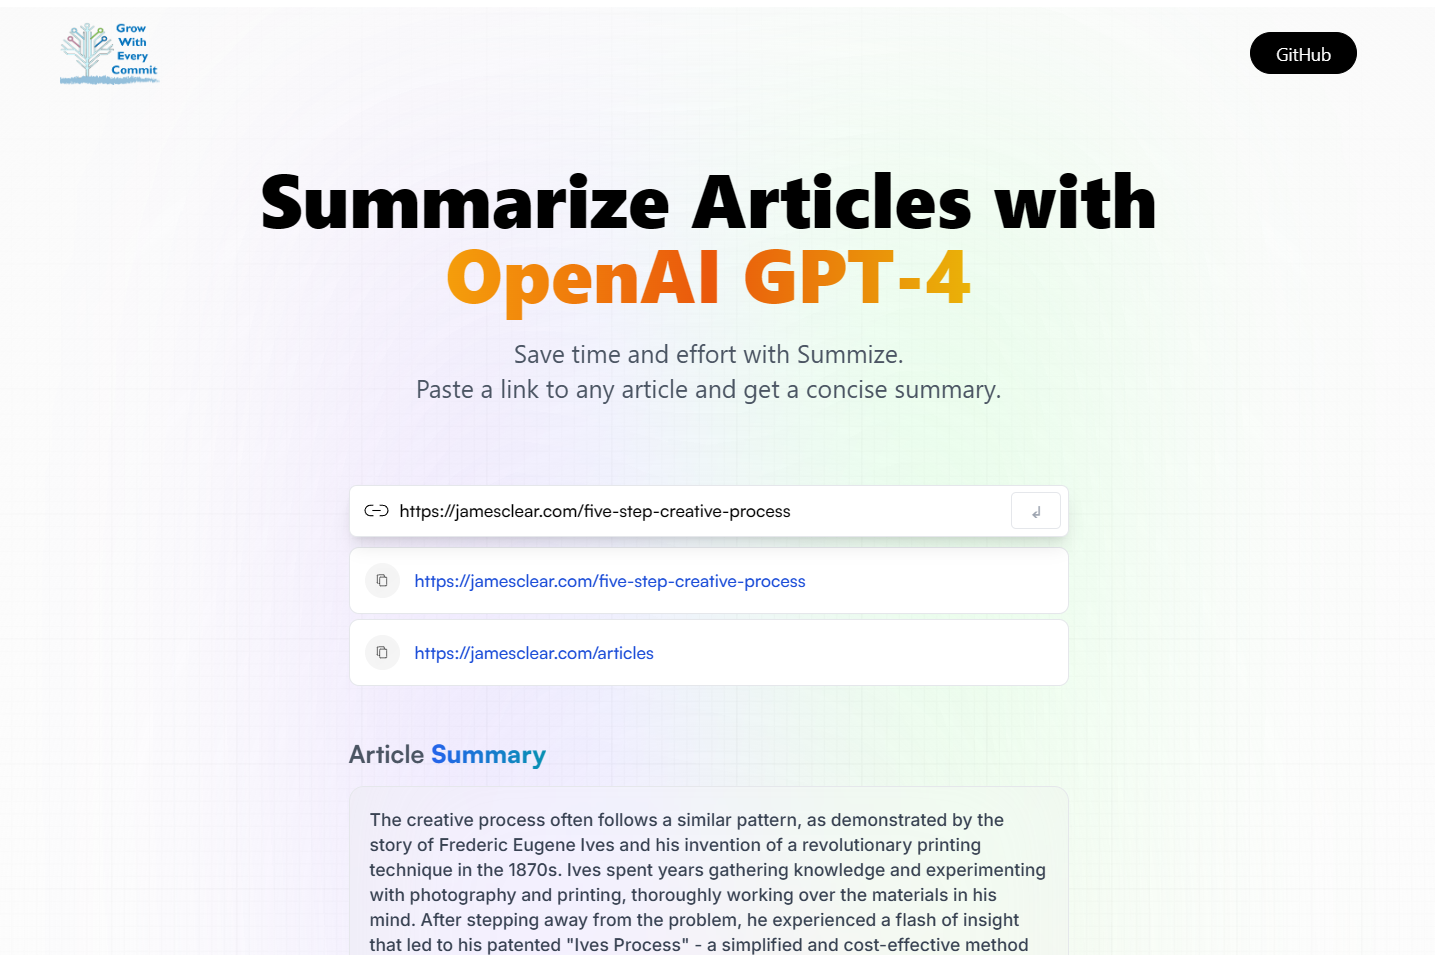 Grow
With
Every
Commit
GitHub
Summarize Articles with
OpenAI GPT-4
Save time and effort with Summize.
Paste a link to any article and get a concise summary.
https://jamesclear.com/five-step-creative-process
https://jamesclear.com/five-step-creative-process
https://jamesclear.com/articles
Article Summary
The creative process often follows a similar pattern, as demonstrated by the
story of Frederic Eugene Ives and his invention of a revolutionary printing
technique in the 1870s. Ives spent years gathering knowledge and experimenting
with photography and printing, thoroughly working over the materials in his
mind. After stepping away from the problem, he experienced a flash of insight
that led to his patented "Ives Process" - a simplified and cost-effective method